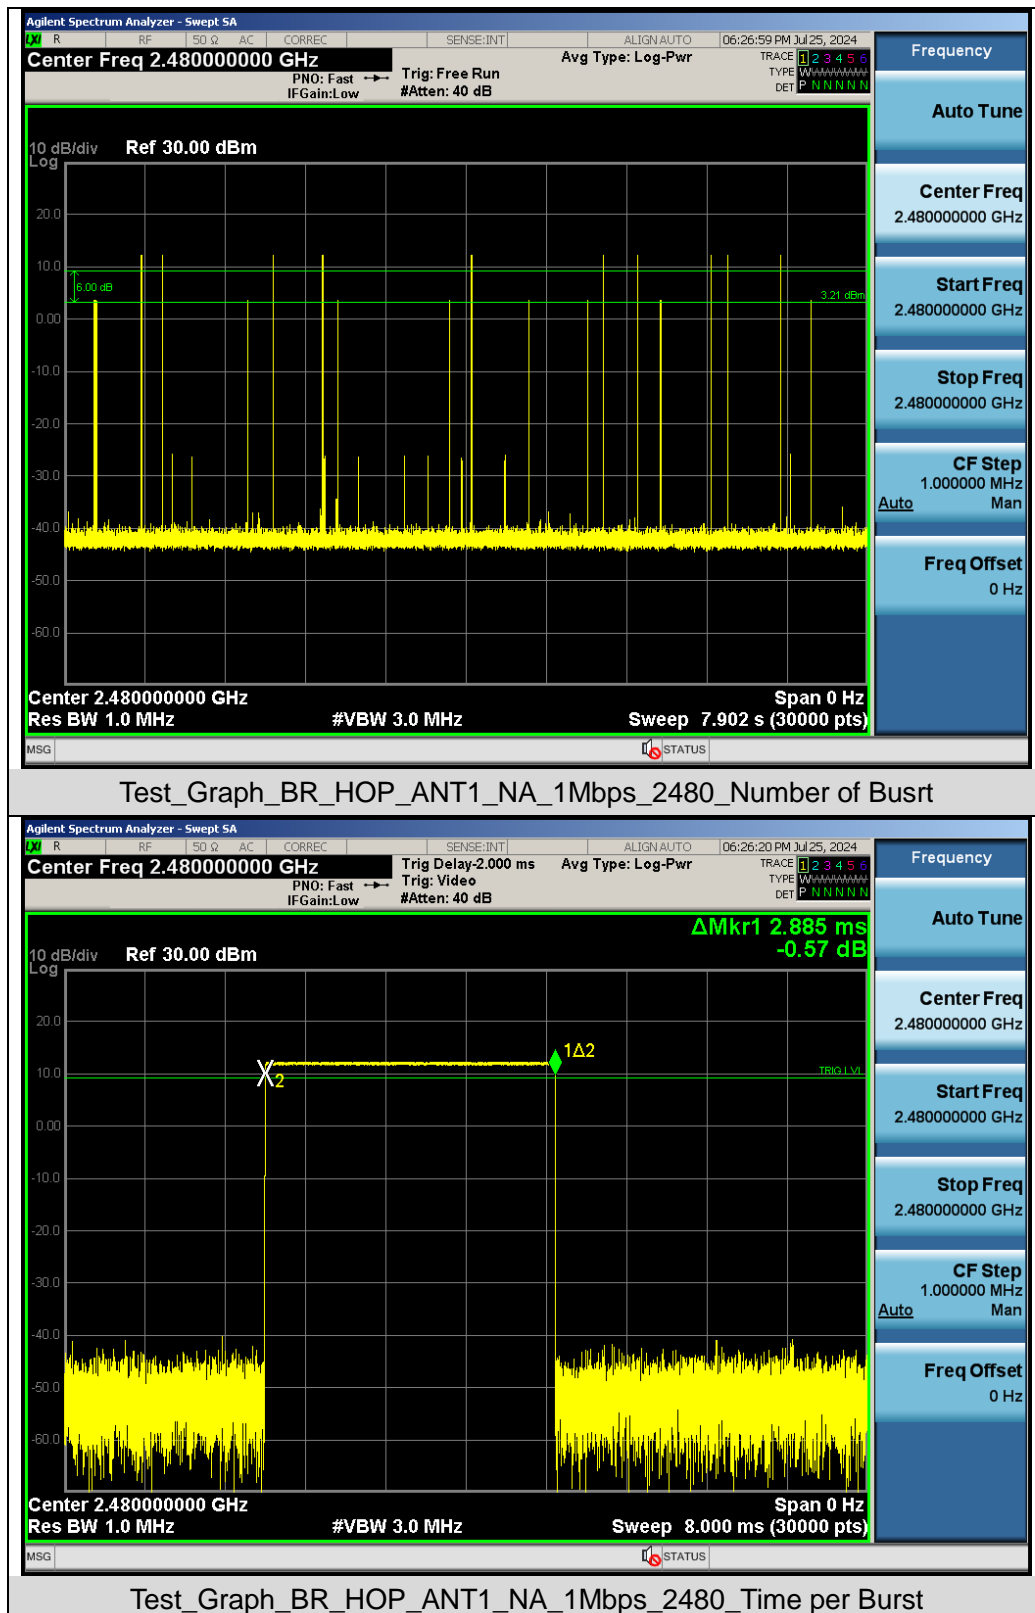 Agilent Spectrum Analyzer - Swept SA
LXI R RF 50 Ω AC CORREC SENSE:INT ALIGN AUTO 06:26:59 PM Jul 25, 2024
Center Freq 2.480000000 GHz
PNO: Fast
IFGain:Low
Trig: Free Run
#Atten: 40 dB
Avg Type: Log-Pwr
TRACE 1 2 3 4 5 6
TYPE W
DET P N N N N N
10 dB/div
Log
Ref 30.00 dBm
20.0
10.0
6.00 dB
3.21 dBm
0.00
-10.0
-20.0
-30.0
-40.0
-50.0
-60.0
Center 2.480000000 GHz
Span 0 Hz
Res BW 1.0 MHz
#VBW 3.0 MHz
Sweep 7.902 s (30000 pts)
MSG
STATUS
Frequency
Auto Tune
Center Freq
2.480000000 GHz
Start Freq
2.480000000 GHz
Stop Freq
2.480000000 GHz
CF Step
1.000000 MHz
Auto Man
Freq Offset
0 Hz
Test_Graph_BR_HOP_ANT1_NA_1Mbps_2480_Number of Busrt
Agilent Spectrum Analyzer - Swept SA
LXI R RF 50 Ω AC CORREC SENSE:INT ALIGN AUTO 06:26:20 PM Jul 25, 2024
Center Freq 2.480000000 GHz
PNO: Fast
IFGain:Low
Trig Delay-2.000 ms
Trig: Video
#Atten: 40 dB
Avg Type: Log-Pwr
TRACE 1 2 3 4 5 6
TYPE W
DET P N N N N N
ΔMkr1 2.885 ms
-0.57 dB
10 dB/div
Log
Ref 30.00 dBm
20.0
1Δ2
10.0
2
TRIG LVL
0.00
-10.0
-20.0
-30.0
-40.0
-50.0
-60.0
Center 2.480000000 GHz
Span 0 Hz
Res BW 1.0 MHz
#VBW 3.0 MHz
Sweep 8.000 ms (30000 pts)
MSG
STATUS
Frequency
Auto Tune
Center Freq
2.480000000 GHz
Start Freq
2.480000000 GHz
Stop Freq
2.480000000 GHz
CF Step
1.000000 MHz
Auto Man
Freq Offset
0 Hz
Test_Graph_BR_HOP_ANT1_NA_1Mbps_2480_Time per Burst